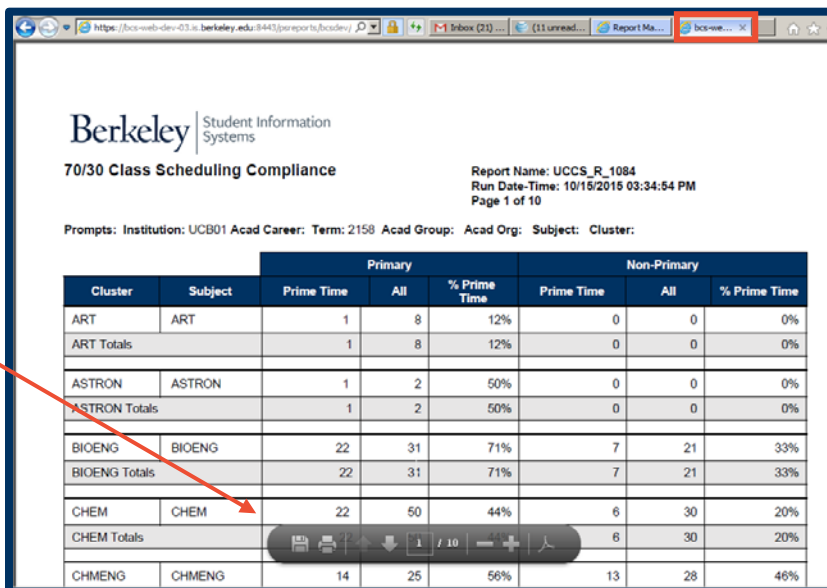 https://bcs-web-dev-03.is.berkeley.edu:8443/psreports/bcsdev/
Inbox (21) ...
(11 unread...
Report Ma...
bcs-we...
Berkeley Student Information Systems
70/30 Class Scheduling Compliance
Report Name: UCCS_R_1084
Run Date-Time: 10/15/2015 03:34:54 PM
Page 1 of 10
Prompts: Institution: UCB01 Acad Career: Term: 2158 Acad Group: Acad Org: Subject: Cluster:
Primary Non-Primary
Cluster Subject Prime Time All % Prime Time Prime Time All % Prime Time
ART ART 1 8 12% 0 0 0%
ART Totals 1 8 12% 0 0 0%
ASTRON ASTRON 1 2 50% 0 0 0%
ASTRON Totals 1 2 50% 0 0 0%
BIOENG BIOENG 22 31 71% 7 21 33%
BIOENG Totals 22 31 71% 7 21 33%
CHEM CHEM 22 50 44% 6 30 20%
CHEM Totals 22 44% 6 30 20%
1 / 10
CHMENG CHMENG 14 25 56% 13 28 46%